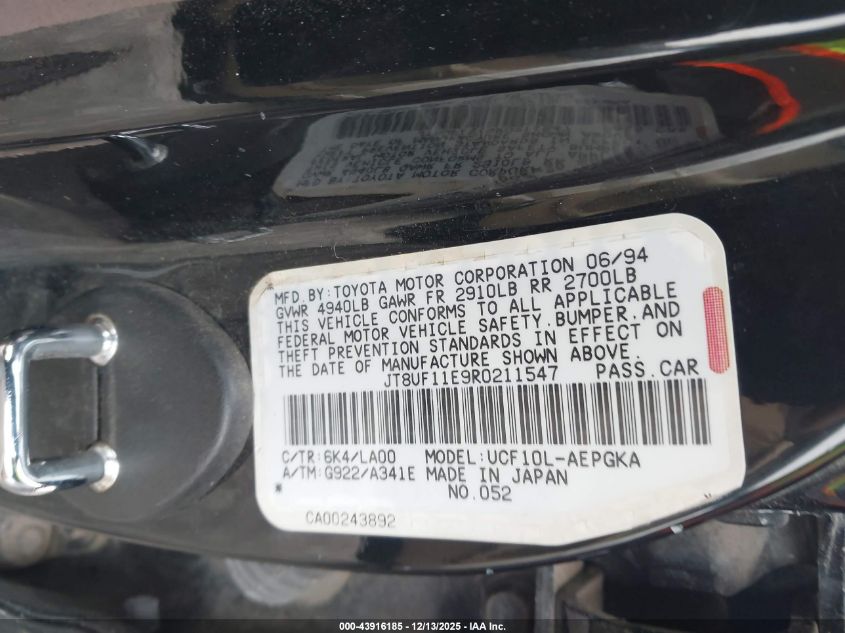 MFD. BY: TOYOTA MOTOR CORPORATION 06/94
GVWR 4940LB GAWR FR 2910LB RR 2700LB
THIS VEHICLE CONFORMS TO ALL APPLICABLE
FEDERAL MOTOR VEHICLE SAFETY, BUMPER, AND
THEFT PREVENTION STANDARDS IN EFFECT ON
THE DATE OF MANUFACTURE SHOWN ABOVE.
JT8UF11E9R0211547 PASS. CAR
C/TR: 6K4/LA00 MODEL: UCF10L-AEPGKA
A/TM: G922/A341E MADE IN JAPAN
* NO. 052 *
CA00243892
000-43916185 - 12/13/2025 - IAA Inc.